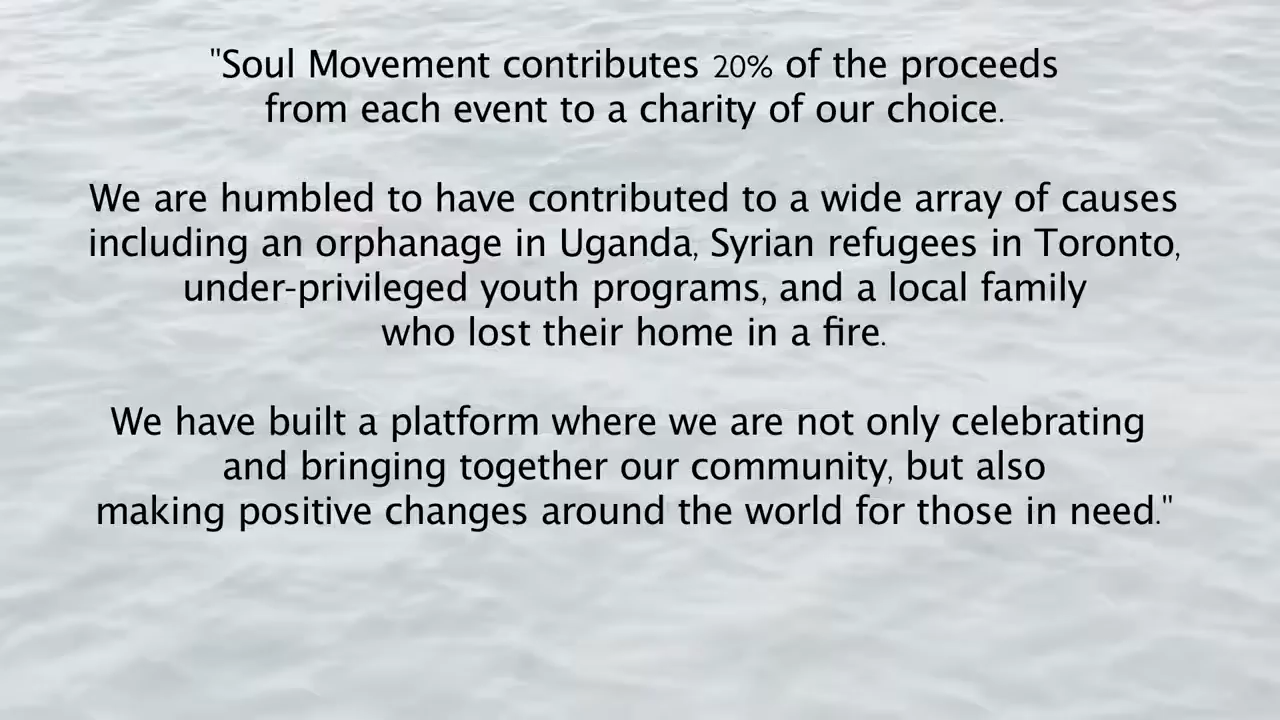 "Soul Movement contributes 20% of the proceeds
from each event to a charity of our choice.
We are humbled to have contributed to a wide array of causes
including an orphanage in Uganda, Syrian refugees in Toronto,
under-privileged youth programs, and a local family
who lost their home in a fire.
We have built a platform where we are not only celebrating
and bringing together our community, but also
making positive changes around the world for those in need."